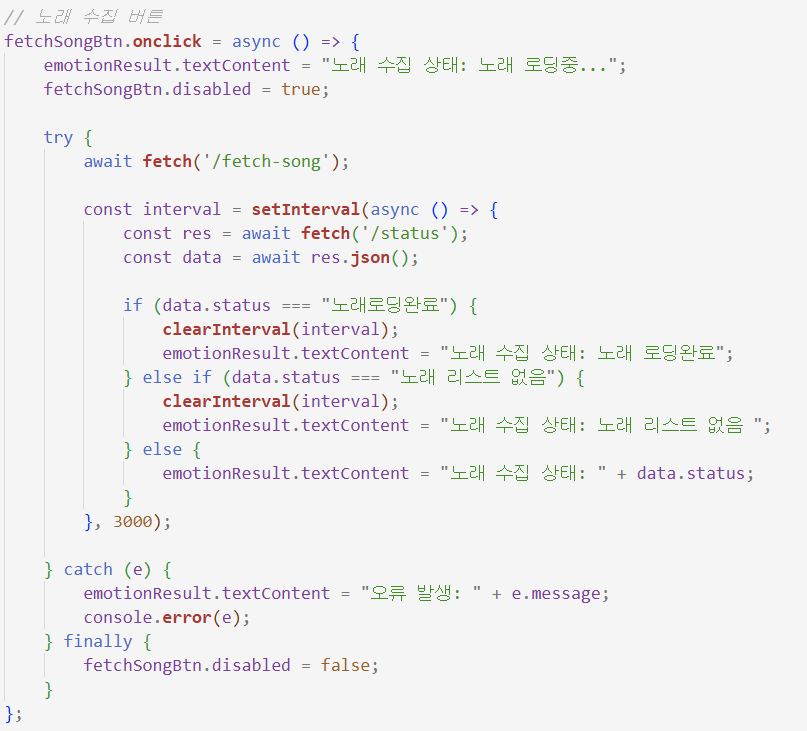 // 노래 수집 버튼
fetchSongBtn.onclick = async () => {
emotionResult.textContent = "노래 수집 상태: 노래 로딩중...";
fetchSongBtn.disabled = true;
try {
await fetch('/fetch-song');
const interval = setInterval(async () => {
const res = await fetch('/status');
const data = await res.json();
if (data.status === "노래로딩완료") {
clearInterval(interval);
emotionResult.textContent = "노래 수집 상태: 노래 로딩완료";
} else if (data.status === "노래 리스트 없음") {
clearInterval(interval);
emotionResult.textContent = "노래 수집 상태: 노래 리스트 없음 ";
} else {
emotionResult.textContent = "노래 수집 상태: " + data.status;
}
}, 3000);
} catch (e) {
emotionResult.textContent = "오류 발생: " + e.message;
console.error(e);
} finally {
fetchSongBtn.disabled = false;
}
};